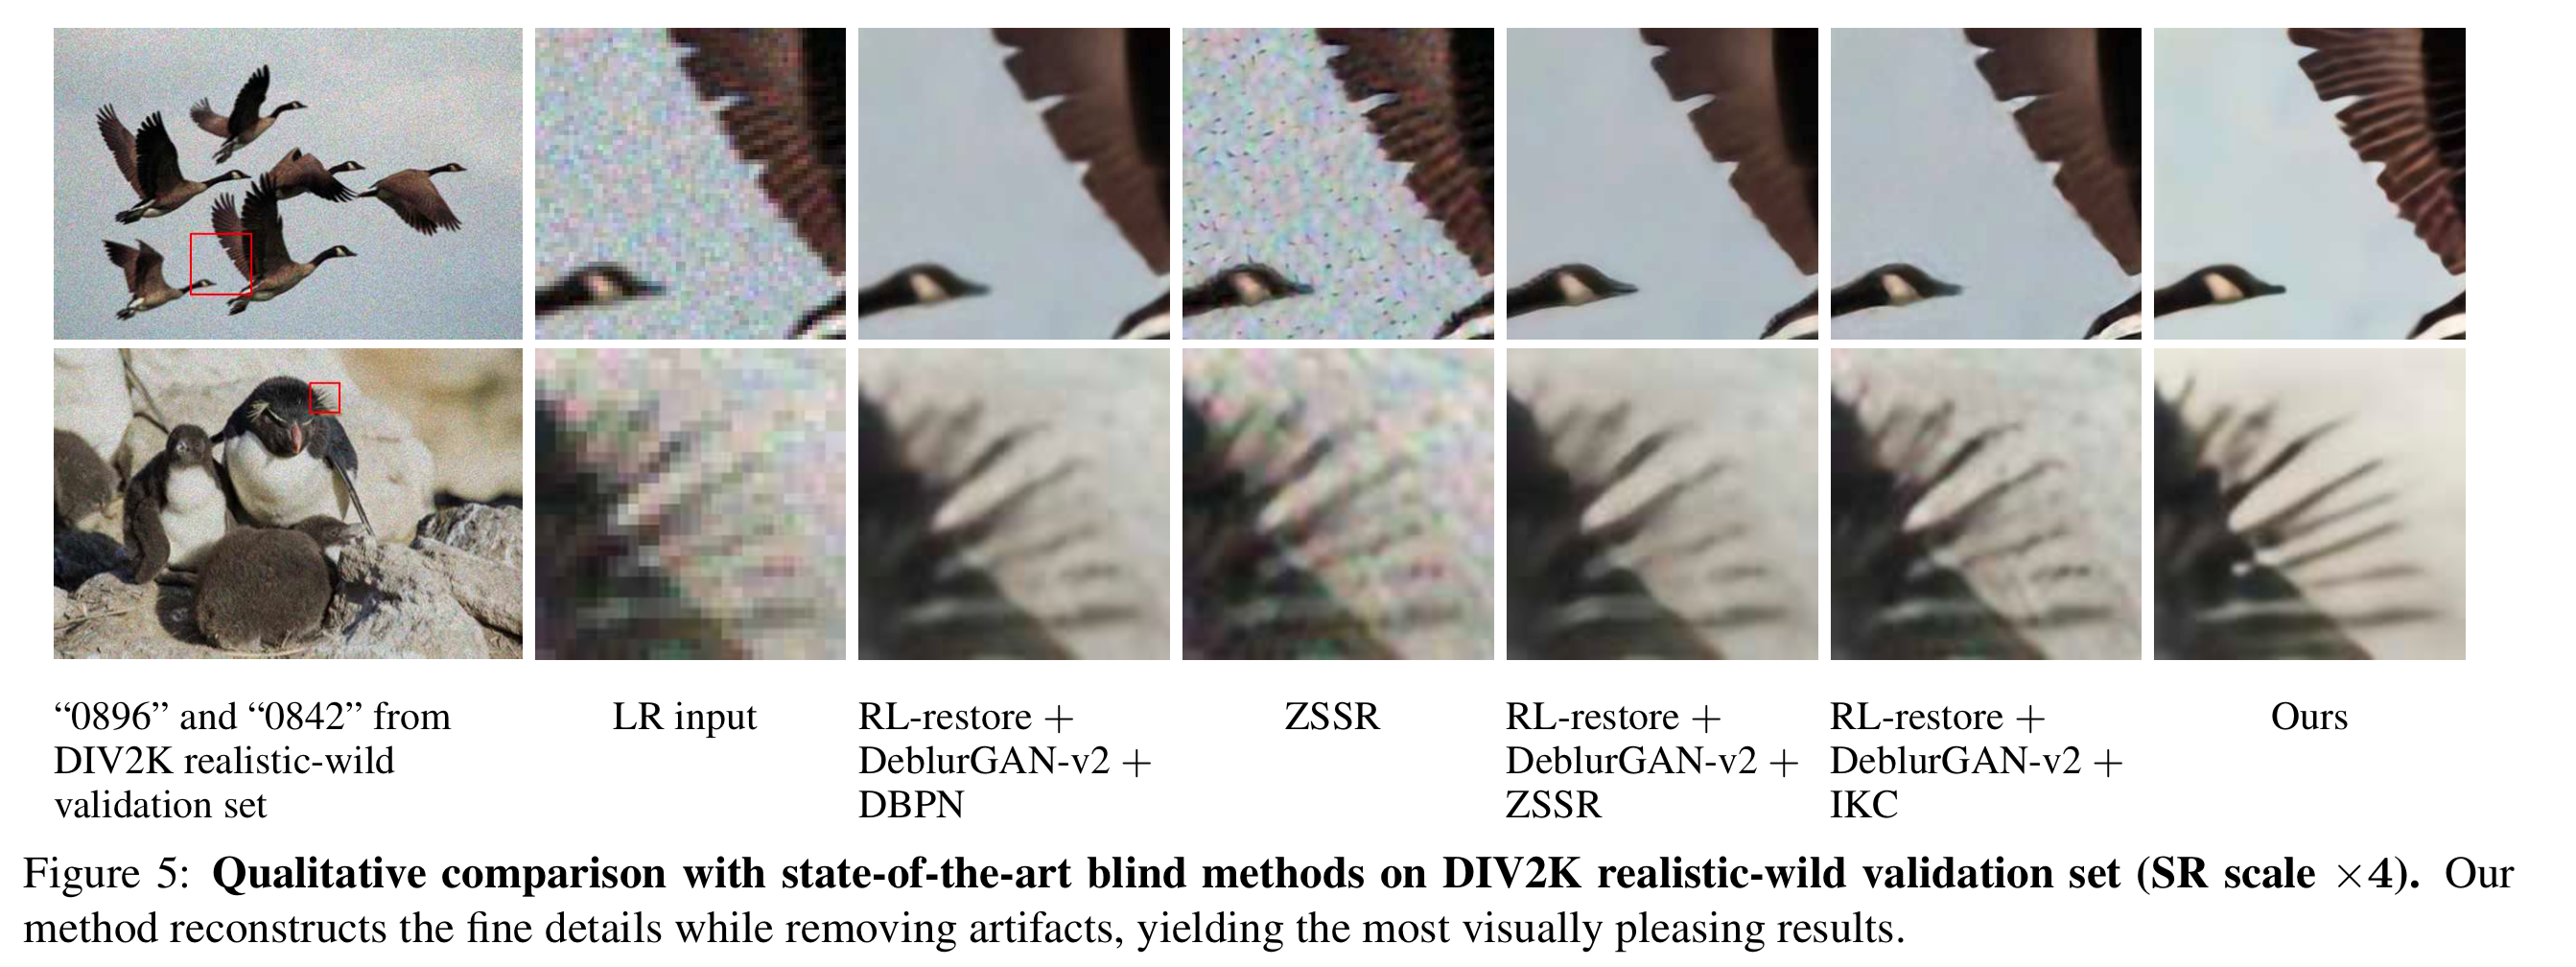 “0896” and “0842” from
DIV2K realistic-wild
validation set
LR input
RL-restore +
DeblurGAN-v2 +
DBPN
ZSSR
RL-restore +
DeblurGAN-v2 +
ZSSR
RL-restore +
DeblurGAN-v2 +
IKC
Ours
Figure 5: Qualitative comparison with state-of-the-art blind methods on DIV2K realistic-wild validation set (SR scale ×4). Our
method reconstructs the fine details while removing artifacts, yielding the most visually pleasing results.